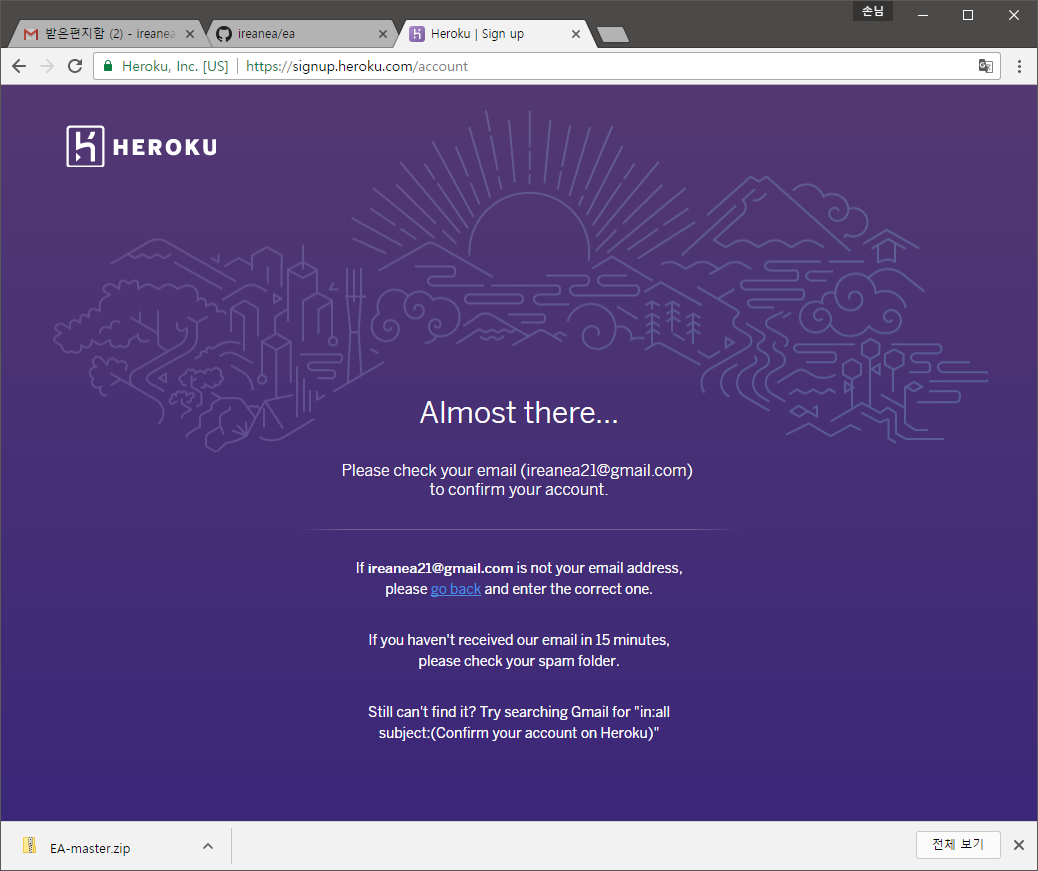 손님
받은편지함 (2) - ireanea
ireanea/ea
Heroku | Sign up
Heroku, Inc. [US] | https://signup.heroku.com/account
HEROKU
Almost there...
Please check your email (ireanea21@gmail.com)
to confirm your account.
If ireanea21@gmail.com is not your email address,
please go back and enter the correct one.
If you haven't received our email in 15 minutes,
please check your spam folder.
Still can't find it? Try searching Gmail for "in:all
subject:(Confirm your account on Heroku)"
EA-master.zip
전체 보기